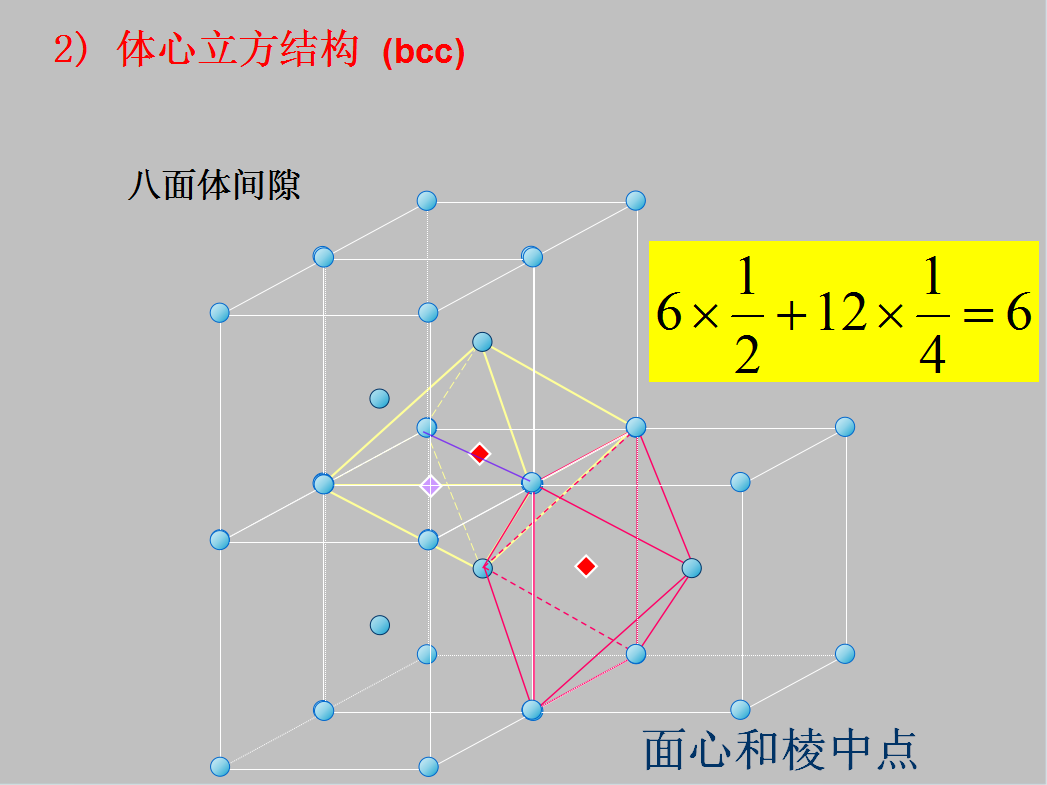 2) 体心立方结构 (bcc)
八面体间隙
6×1/2+12×1/4=6
面心和棱中点